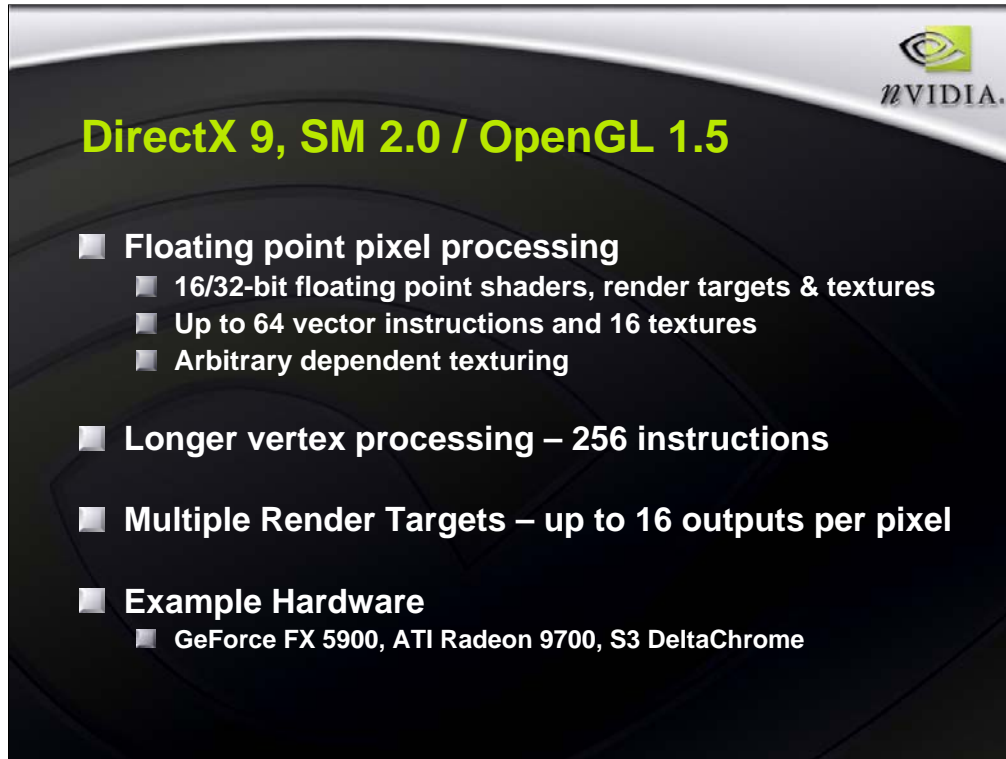 nVIDIA.
DirectX 9, SM 2.0 / OpenGL 1.5
Floating point pixel processing
16/32-bit floating point shaders, render targets & textures
Up to 64 vector instructions and 16 textures
Arbitrary dependent texturing
Longer vertex processing – 256 instructions
Multiple Render Targets – up to 16 outputs per pixel
Example Hardware
GeForce FX 5900, ATI Radeon 9700, S3 DeltaChrome